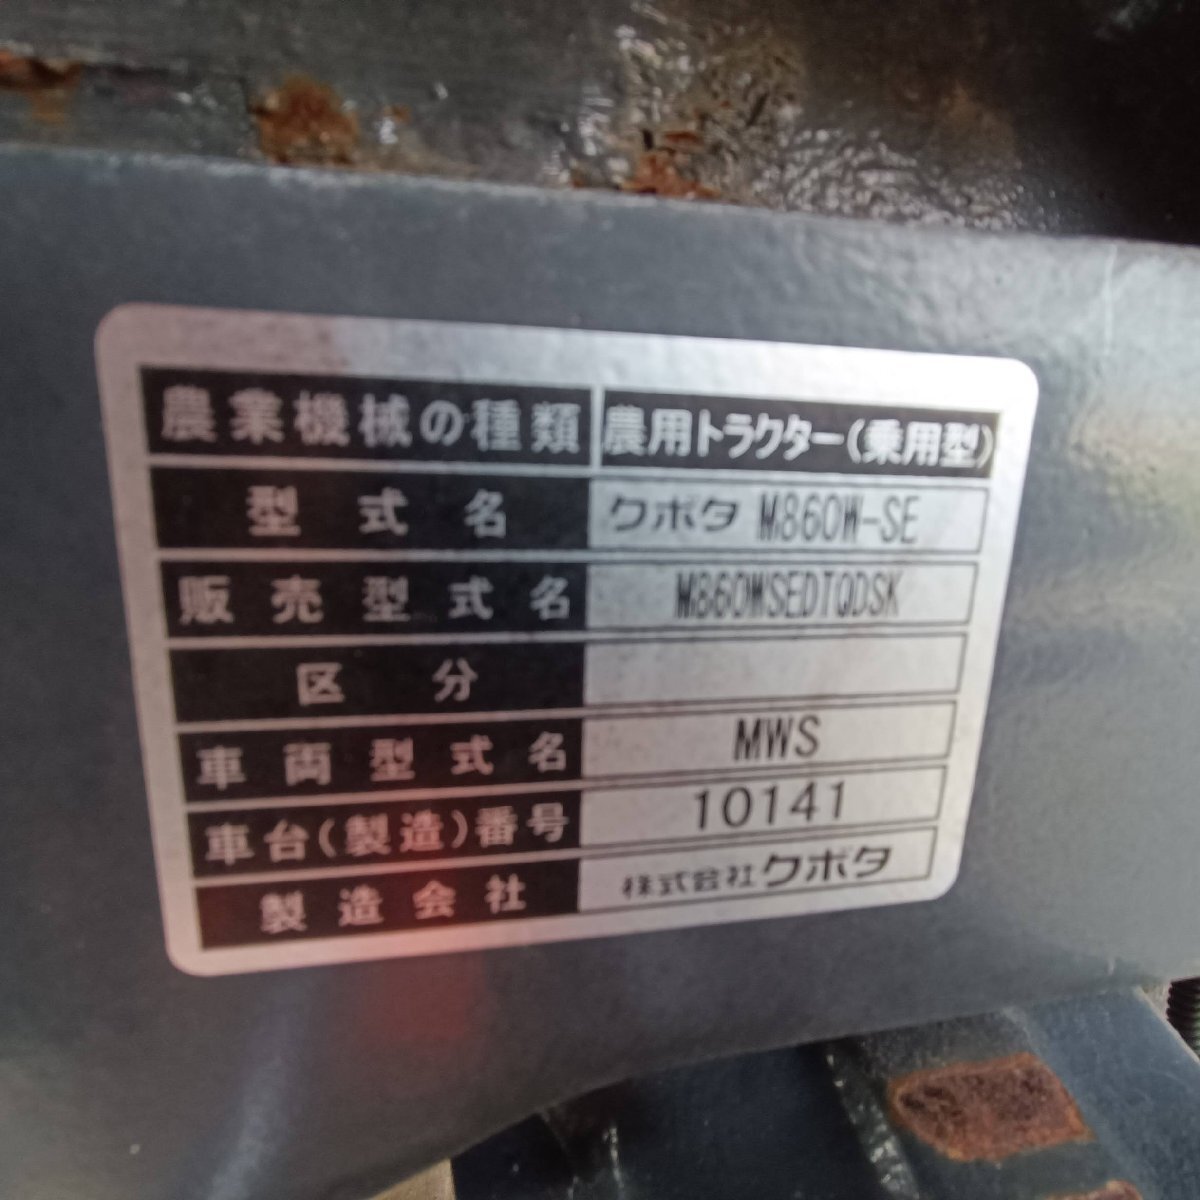 農業機械の種類 農用トラクター(乗用型)
型式名 クボタ M860W-SE
販売型式名 M860WSEDTQDSK
区分
車両型式名 MWS
車台(製造)番号 10141
製造会社 株式会社クボタ